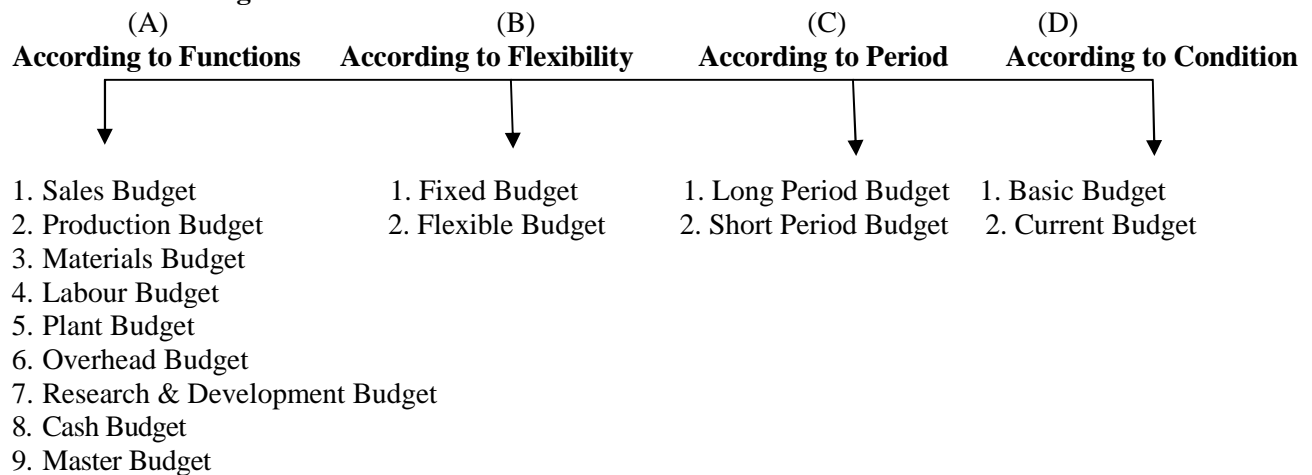 (A) (B) (C) (D)
According to Functions According to Flexibility According to Period According to Condition
1. Sales Budget 1. Fixed Budget 1. Long Period Budget 1. Basic Budget
2. Production Budget 2. Flexible Budget 2. Short Period Budget 2. Current Budget
3. Materials Budget
4. Labour Budget
5. Plant Budget
6. Overhead Budget
7. Research & Development Budget
8. Cash Budget
9. Master Budget